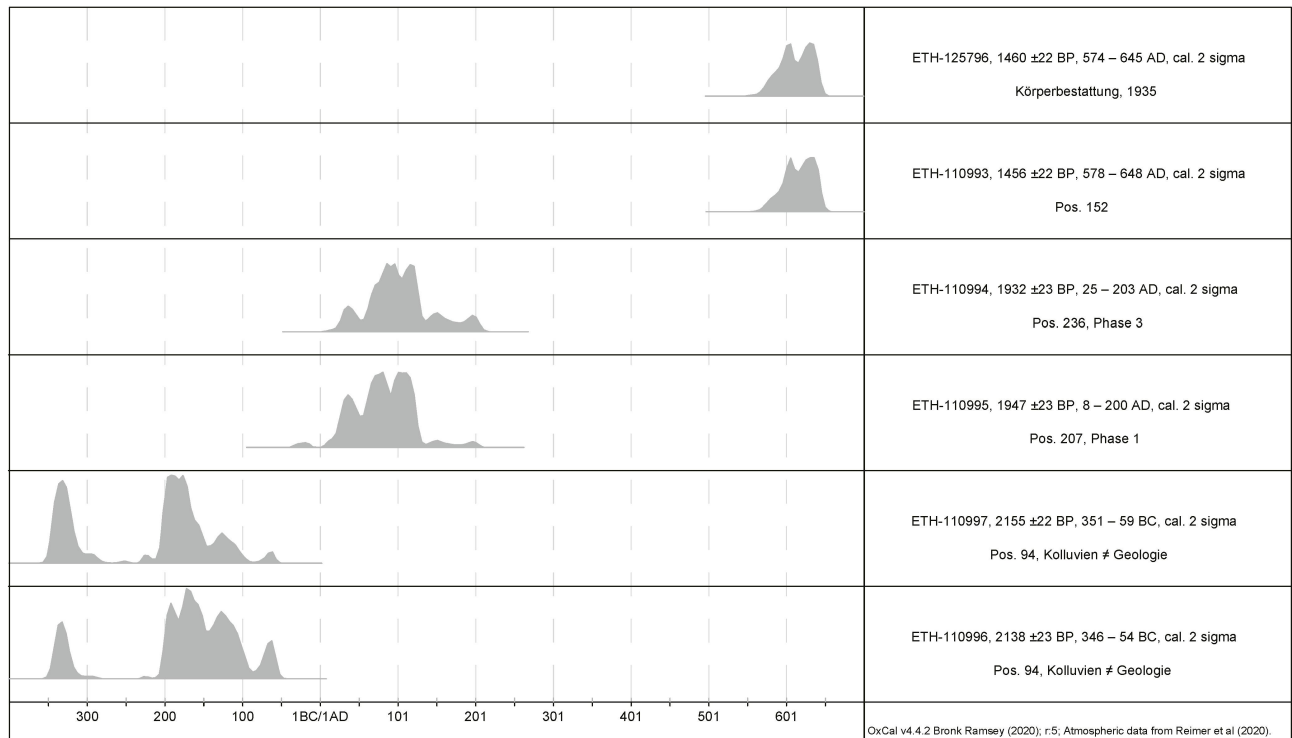 ETH-125796, 1460 ±22 BP, 574 – 645 AD, cal. 2 sigma
Körperbestattung, 1935
ETH-110993, 1456 ±22 BP, 578 – 648 AD, cal. 2 sigma
Pos. 152
ETH-110994, 1932 ±23 BP, 25 – 203 AD, cal. 2 sigma
Pos. 236, Phase 3
ETH-110995, 1947 ±23 BP, 8 – 200 AD, cal. 2 sigma
Pos. 207, Phase 1
ETH-110997, 2155 ±22 BP, 351 – 59 BC, cal. 2 sigma
Pos. 94, Kolluvien ≠ Geologie
ETH-110996, 2138 ±23 BP, 346 – 54 BC, cal. 2 sigma
Pos. 94, Kolluvien ≠ Geologie
300 200 100 1BC/1AD 101 201 301 401 501 601
OxCal v4.4.2 Bronk Ramsey (2020); r:5; Atmospheric data from Reimer et al (2020).